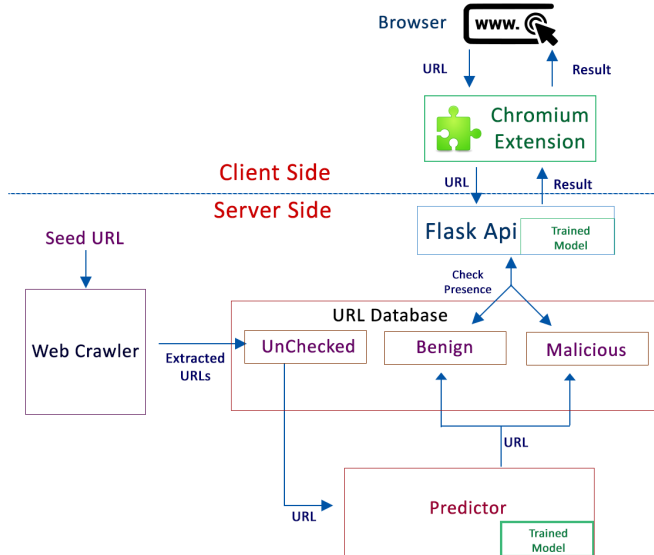 Browser
www.
URL
Result
Chromium
Extension
Client Side
URL
Result
Server Side
Flask Api
Trained
Model
Seed URL
Check
Presence
URL Database
Web Crawler
Extracted
URLs
UnChecked
Benign
Malicious
URL
URL
Predictor
Trained
Model